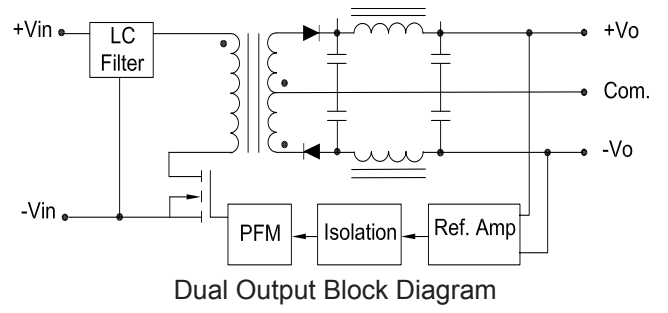 +Vin
LC
Filter
+Vo
Com.
-Vo
-Vin
PFM
Isolation
Ref. Amp
Dual Output Block Diagram